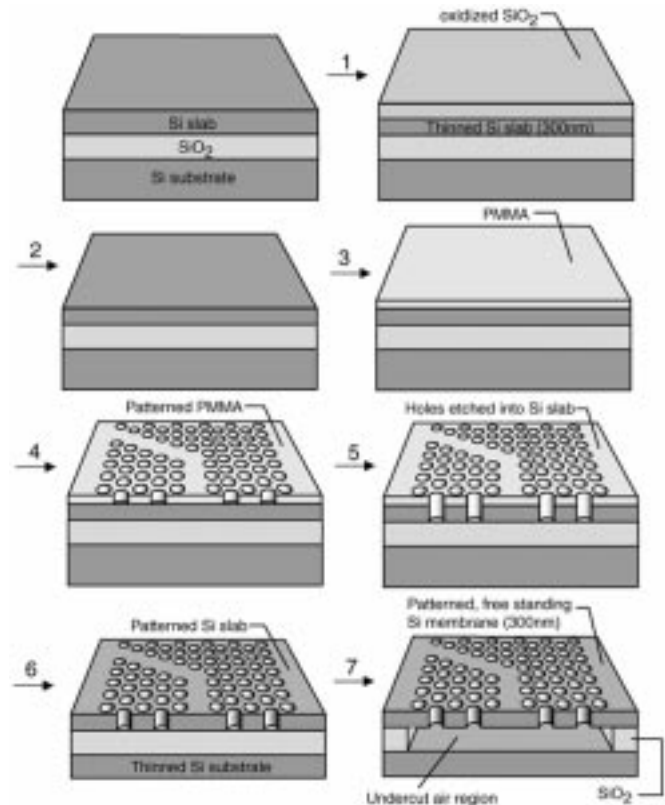 oxidized SiO2
1
Si slab
SiO2
Si substrate
Thinned Si slab (300nm)
2
3
PMMA
4
Patterned PMMA
5
Holes etched into Si slab
6
Patterned Si slab
Thinned Si substrate
7
Patterned, free standing
Si membrane (300nm)
Undercut air region
SiO2